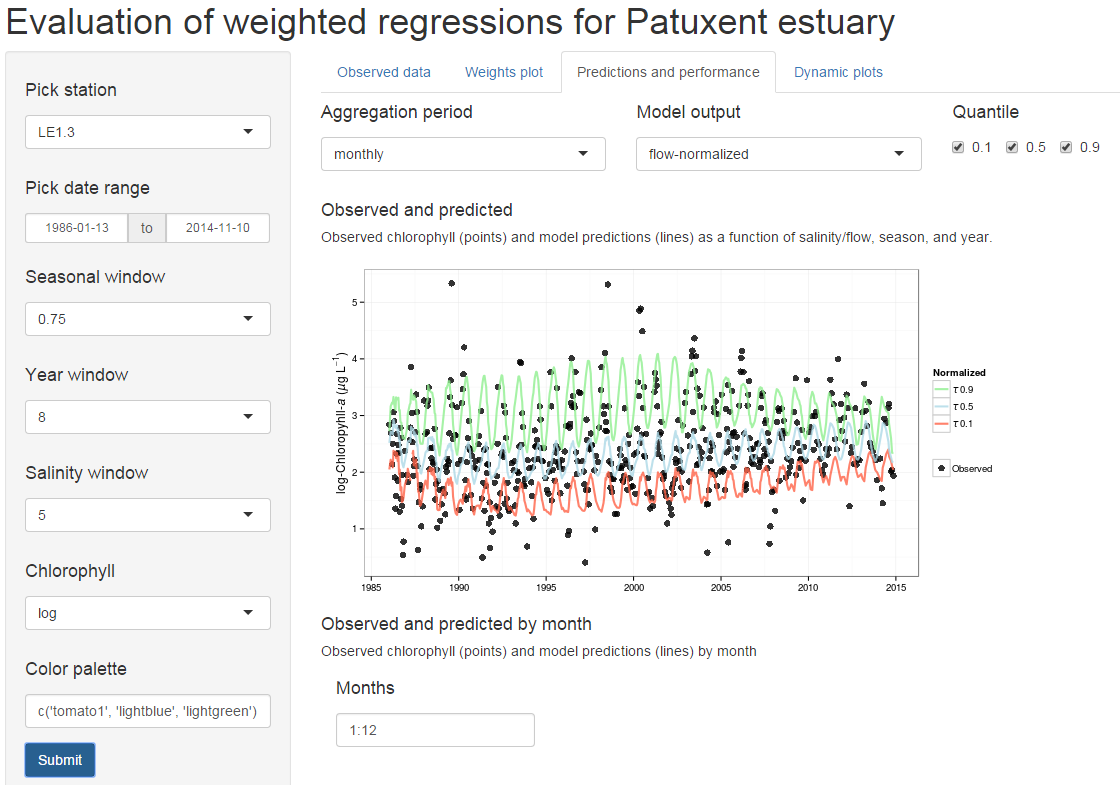 Evaluation of weighted regressions for Patuxent estuary
Pick station
LE1.3
Pick date range
1986-01-13 to 2014-11-10
Seasonal window
0.75
Year window
8
Salinity window
5
Chlorophyll
log
Color palette
c('tomato1', 'lightblue', 'lightgreen')
Submit
Observed data Weights plot Predictions and performance Dynamic plots
Aggregation period Model output Quantile
monthly flow-normalized 0.1 0.5 0.9
Observed and predicted
Observed chlorophyll (points) and model predictions (lines) as a function of salinity/flow, season, and year.
log-Chlorophyll-a (μg L⁻¹)
5
4
3
2
1
1985 1990 1995 2000 2005 2010 2015
Normalized
τ 0.9
τ 0.5
τ 0.1
Observed
Observed and predicted by month
Observed chlorophyll (points) and model predictions (lines) by month
Months
1:12